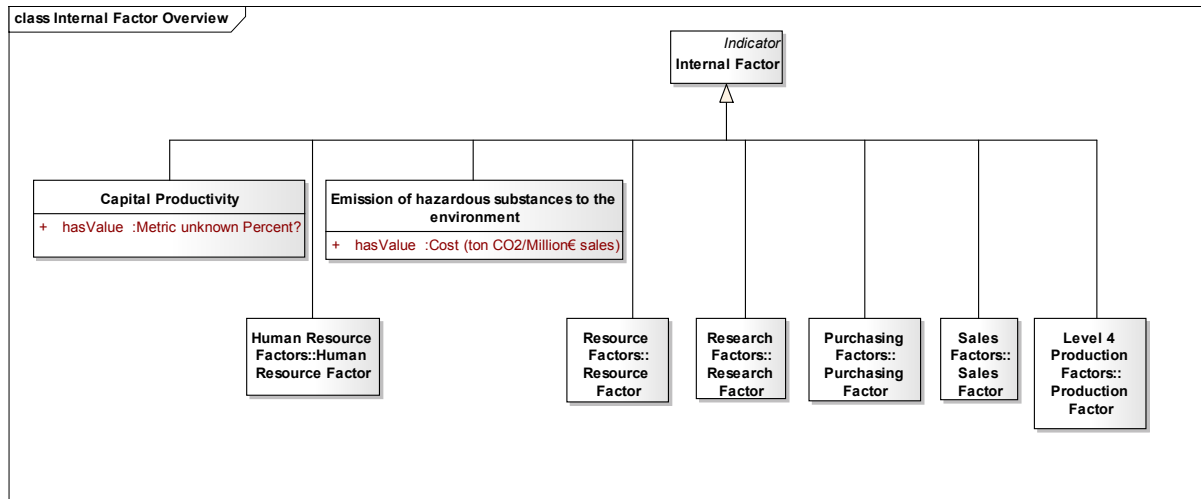 class Internal Factor Overview
Indicator
Internal Factor
Capital Productivity
+ hasValue :Metric unknown Percent?
Emission of hazardous substances to the
environment
+ hasValue :Cost (ton CO2/Million€ sales)
Human Resource
Factors::Human
Resource Factor
Resource
Factors::
Resource
Factor
Research
Factors::
Research
Factor
Purchasing
Factors::
Purchasing
Factor
Sales
Factors::
Sales
Factor
Level 4
Production
Factors::
Production
Factor